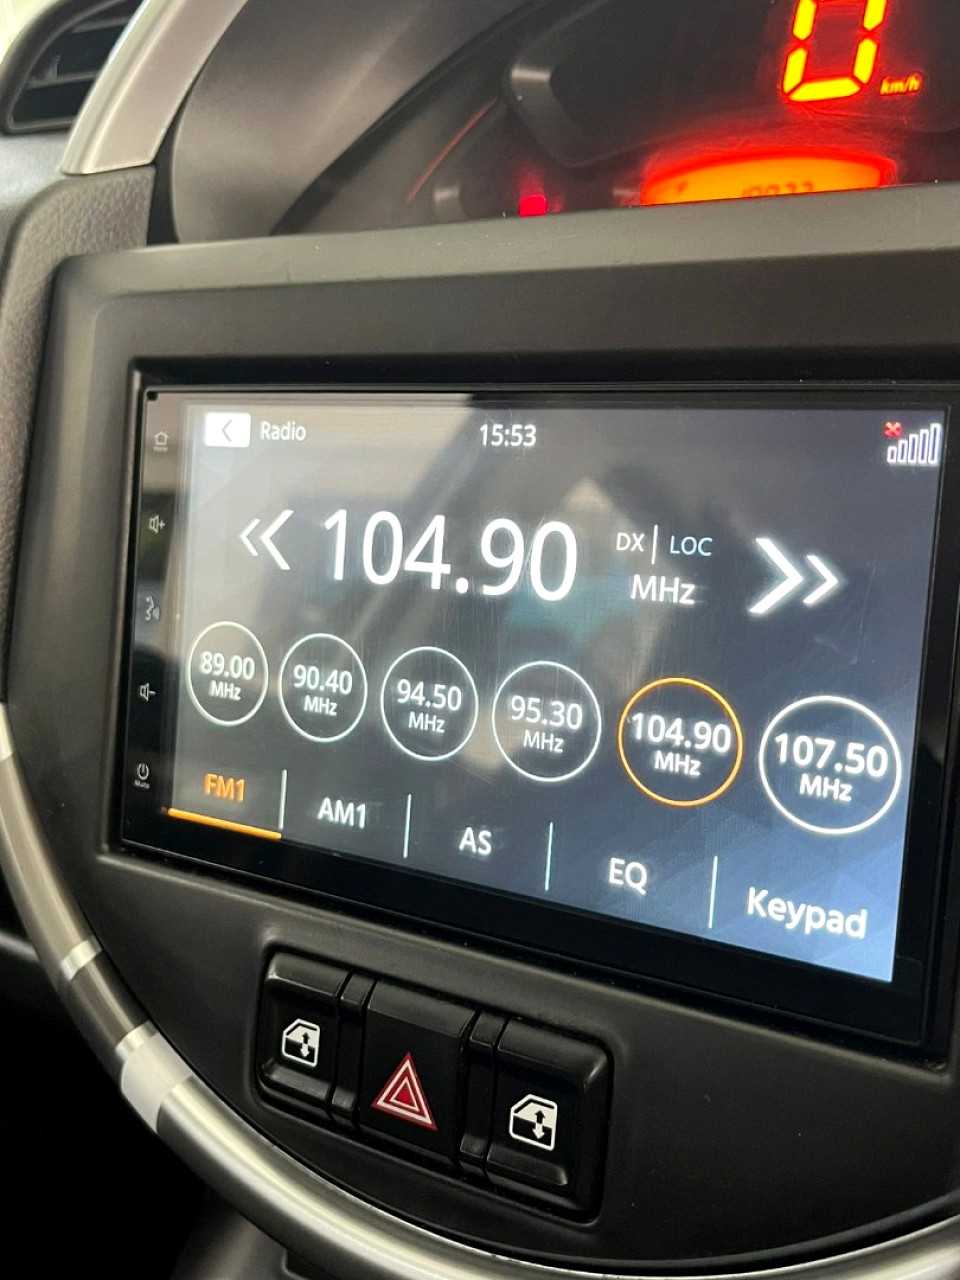 0
km/h
Radio
15:53
104.90
DX | LOC
MHz
89.00
MHz
90.40
MHz
94.50
MHz
95.30
MHz
104.90
MHz
107.50
MHz
FM1
AM1
AS
EQ
Keypad